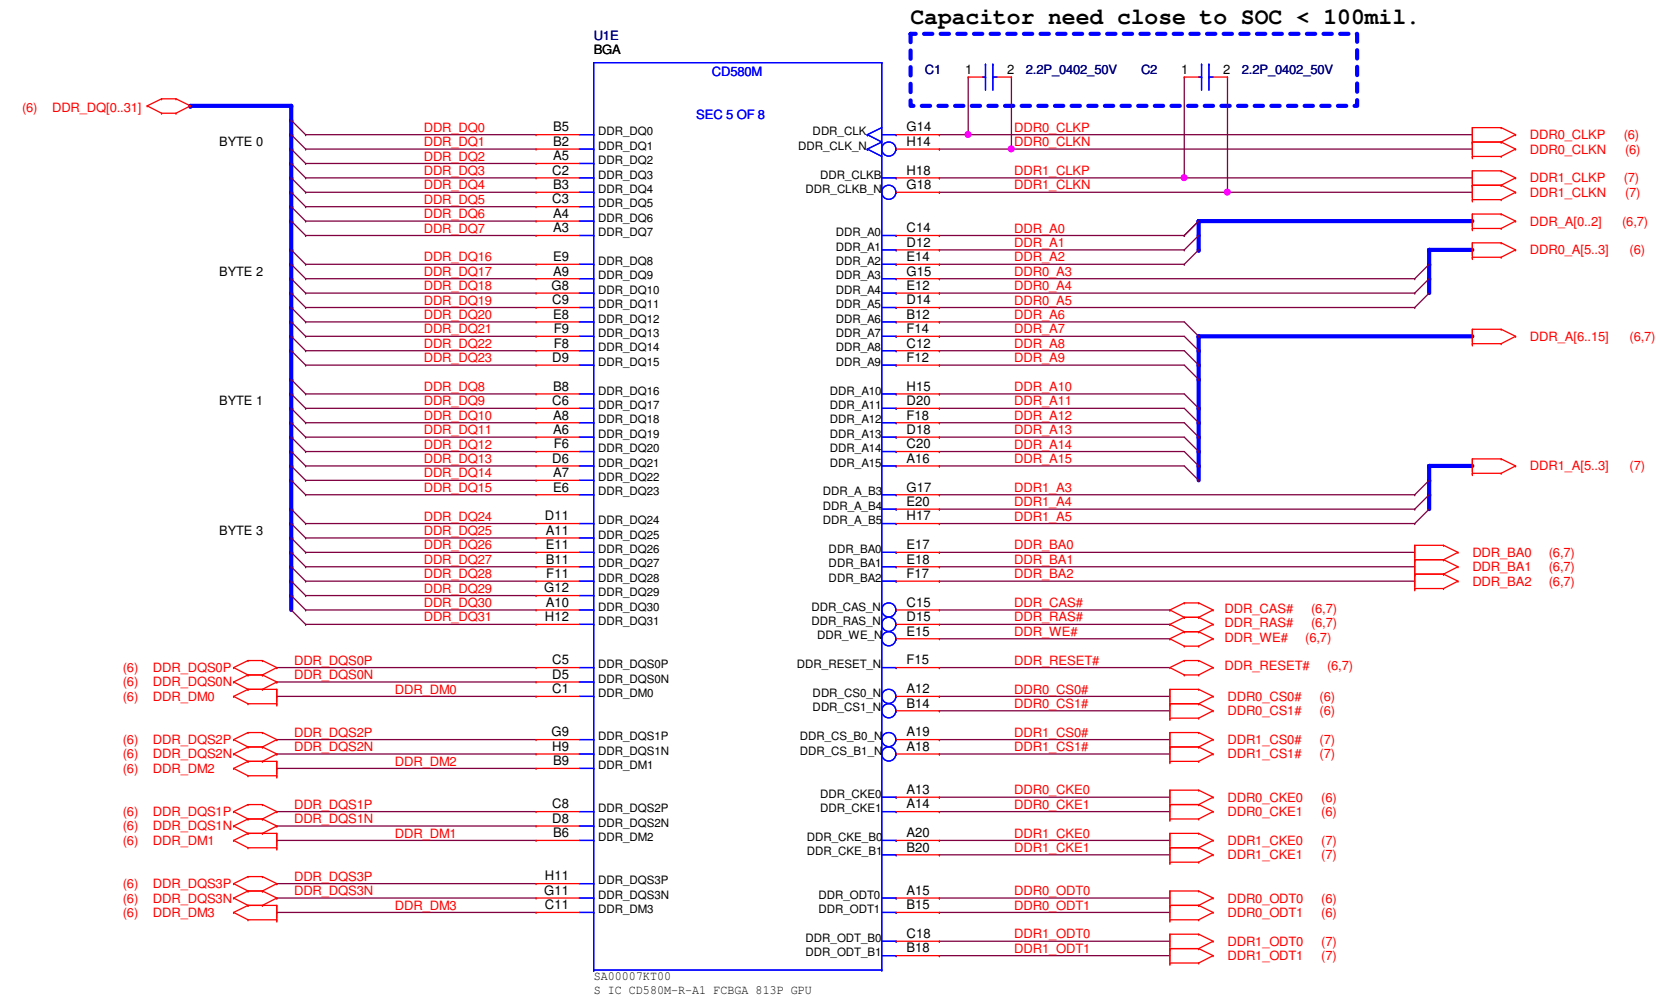 Capacitor need close to SOC < 100mil.
U1E
BGA
CD580M
SEC 5 OF 8
C1 1 2 2.2P_0402_50V C2 1 2 2.2P_0402_50V
(6) DDR_DQ[0..31]
BYTE 0
DDR_DQ0 B5 DDR_DQ0
DDR_DQ1 B2 DDR_DQ1
DDR_DQ2 A5 DDR_DQ2
DDR_DQ3 C2 DDR_DQ3
DDR_DQ4 B3 DDR_DQ4
DDR_DQ5 C3 DDR_DQ5
DDR_DQ6 A4 DDR_DQ6
DDR_DQ7 A3 DDR_DQ7
BYTE 2
DDR_DQ16 E9 DDR_DQ8
DDR_DQ17 A9 DDR_DQ9
DDR_DQ18 G8 DDR_DQ10
DDR_DQ19 C9 DDR_DQ11
DDR_DQ20 E8 DDR_DQ12
DDR_DQ21 F9 DDR_DQ13
DDR_DQ22 F8 DDR_DQ14
DDR_DQ23 D9 DDR_DQ15
BYTE 1
DDR_DQ8 B8 DDR_DQ16
DDR_DQ9 C6 DDR_DQ17
DDR_DQ10 A8 DDR_DQ18
DDR_DQ11 A6 DDR_DQ19
DDR_DQ12 F6 DDR_DQ20
DDR_DQ13 D6 DDR_DQ21
DDR_DQ14 A7 DDR_DQ22
DDR_DQ15 E6 DDR_DQ23
BYTE 3
DDR_DQ24 D11 DDR_DQ24
DDR_DQ25 A11 DDR_DQ25
DDR_DQ26 E11 DDR_DQ26
DDR_DQ27 B11 DDR_DQ27
DDR_DQ28 F11 DDR_DQ28
DDR_DQ29 G12 DDR_DQ29
DDR_DQ30 A10 DDR_DQ30
DDR_DQ31 H12 DDR_DQ31
(6) DDR_DQS0P DDR_DQS0P C5 DDR_DQS0P
(6) DDR_DQS0N DDR_DQS0N D5 DDR_DQS0N
(6) DDR_DM0 DDR_DM0 C1 DDR_DM0
(6) DDR_DQS2P DDR_DQS2P G9 DDR_DQS1P
(6) DDR_DQS2N DDR_DQS2N H9 DDR_DQS1N
(6) DDR_DM2 DDR_DM2 B9 DDR_DM1
(6) DDR_DQS1P DDR_DQS1P C8 DDR_DQS2P
(6) DDR_DQS1N DDR_DQS1N D8 DDR_DQS2N
(6) DDR_DM1 DDR_DM1 B6 DDR_DM2
(6) DDR_DQS3P DDR_DQS3P H11 DDR_DQS3P
(6) DDR_DQS3N DDR_DQS3N G11 DDR_DQS3N
(6) DDR_DM3 DDR_DM3 C11 DDR_DM3
DDR_CLK G14 DDR0_CLKP DDR0_CLKP (6)
DDR_CLK_N H14 DDR0_CLKN DDR0_CLKN (6)
DDR_CLKB H18 DDR1_CLKP DDR1_CLKP (7)
DDR_CLKB_N G18 DDR1_CLKN DDR1_CLKN (7)
DDR_A[0..2] (6,7)
DDR_A0 C14 DDR_A0
DDR_A1 D12 DDR_A1
DDR0_A[5..3] (6)
DDR_A2 E14 DDR_A2
DDR_A3 G15 DDR0_A3
DDR_A4 E12 DDR0_A4
DDR_A5 D14 DDR0_A5
DDR_A6 B12 DDR_A6
DDR_A7 F14 DDR_A7
DDR_A[6..15] (6,7)
DDR_A8 C12 DDR_A8
DDR_A9 F12 DDR_A9
DDR_A10 H15 DDR_A10
DDR_A11 D20 DDR_A11
DDR_A12 F18 DDR_A12
DDR_A13 D18 DDR_A13
DDR_A14 C20 DDR_A14
DDR_A15 A16 DDR_A15
DDR1_A[5..3] (7)
DDR_A_B3 G17 DDR1_A3
DDR_A_B4 E20 DDR1_A4
DDR_A_B5 H17 DDR1_A5
DDR_BA0 E17 DDR_BA0 DDR_BA0 (6,7)
DDR_BA1 E18 DDR_BA1 DDR_BA1 (6,7)
DDR_BA2 F17 DDR_BA2 DDR_BA2 (6,7)
DDR_CAS_N C15 DDR_CAS# DDR_CAS# (6,7)
DDR_RAS_N D15 DDR_RAS# DDR_RAS# (6,7)
DDR_WE_N E15 DDR_WE# DDR_WE# (6,7)
DDR_RESET_N F15 DDR_RESET# DDR_RESET# (6,7)
DDR_CS0_N A12 DDR0_CS0# DDR0_CS0# (6)
DDR_CS1_N B14 DDR0_CS1# DDR0_CS1# (6)
DDR_CS_B0_N A19 DDR1_CS0# DDR1_CS0# (7)
DDR_CS_B1_N A18 DDR1_CS1# DDR1_CS1# (7)
DDR_CKE0 A13 DDR0_CKE0 DDR0_CKE0 (6)
DDR_CKE1 A14 DDR0_CKE1 DDR0_CKE1 (6)
DDR_CKE_B0 A20 DDR1_CKE0 DDR1_CKE0 (7)
DDR_CKE_B1 B20 DDR1_CKE1 DDR1_CKE1 (7)
DDR_ODT0 A15 DDR0_ODT0 DDR0_ODT0 (6)
DDR_ODT1 B15 DDR0_ODT1 DDR0_ODT1 (6)
DDR_ODT_B0 C18 DDR1_ODT0 DDR1_ODT0 (7)
DDR_ODT_B1 B18 DDR1_ODT1 DDR1_ODT1 (7)
SA00007KT00
S IC CD580M-R-A1 FCBGA 813P GPU